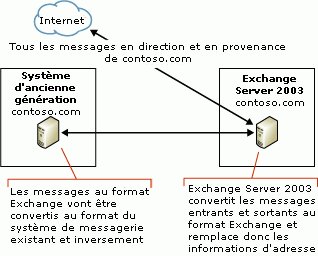 Internet
Tous les messages en direction et en provenance
de contoso.com
Système
d'ancienne
génération
contoso.com
Exchange
Server 2003
contoso.com
Les messages au format
Exchange vont être
convertis au format du
système de messagerie
existant et inversement
Exchange Server 2003
convertit les messages
entrants et sortants au
format Exchange et
remplace donc les
informations d'adresse